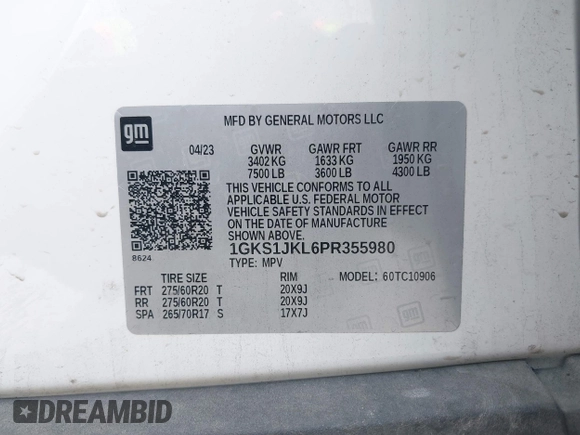 gm
MFD BY GENERAL MOTORS LLC
04/23 GVWR GAWR FRT GAWR RR
3402 KG 1633 KG 1950 KG
7500 LB 3600 LB 4300 LB
THIS VEHICLE CONFORMS TO ALL
APPLICABLE U.S. FEDERAL MOTOR
VEHICLE SAFETY STANDARDS IN EFFECT
ON THE DATE OF MANUFACTURE
SHOWN ABOVE.
8624 1GKS1JKL6PR355980
TYPE: MPV
TIRE SIZE RIM MODEL: 60TC10906
FRT 275/60R20 T 20X9J
RR 275/60R20 T 20X9J
SPA 265/70R17 S 17X7J
DREAMBID